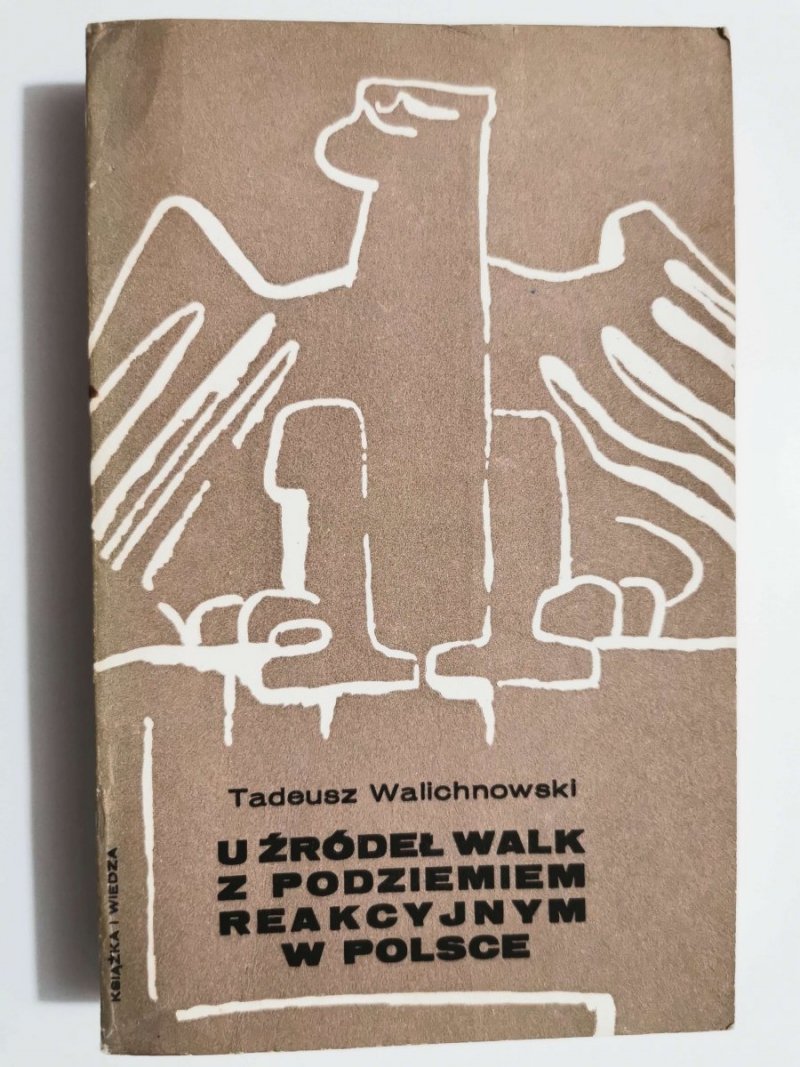 Tadeusz Walichnowski
U ŹRÓDEŁ WALK
Z PODZIEMIEM
REAKCYJNYM
W POLSCE
KSIĄŻKA I WIEDZA